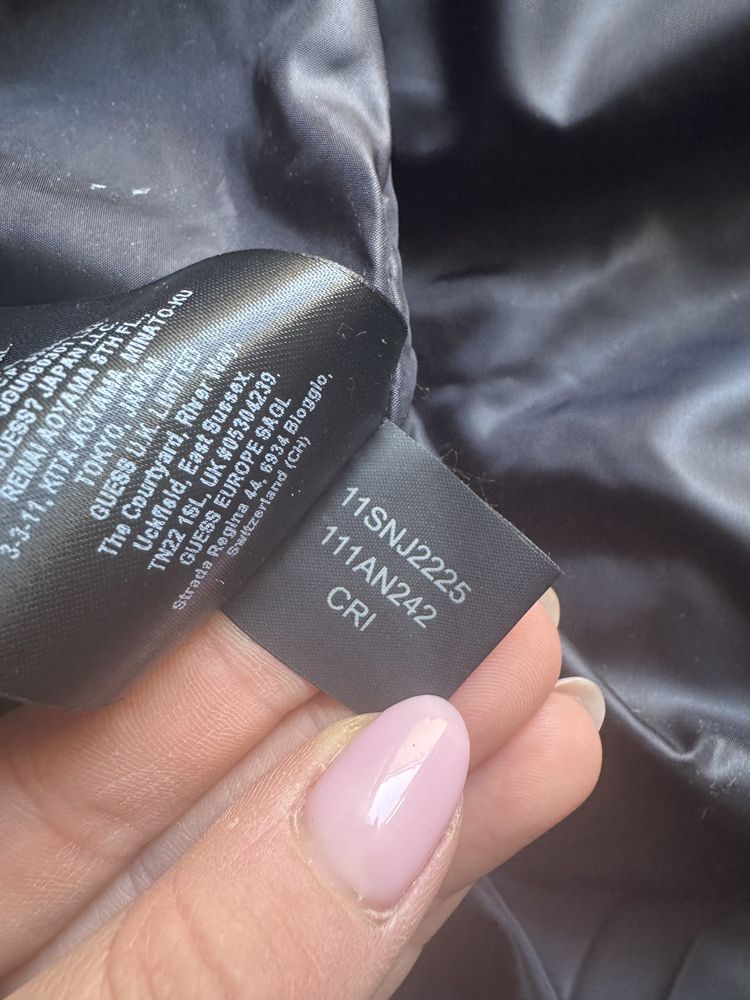 GUESS? JAPAN LLC
AOYAMA 9TH FL.,
3-3-11, KITA AOYAMA, MINATO-KU
TOKYO, JAPAN
GUESS U.K. LIMITED
The Courtyard, River Way,
Uckfield, East Sussex,
TN22 1SL, UK #05304239.
GUESS EUROPE SAGL
Strada Regina 44, 6934 Bioggio,
Switzerland (CH)
11SNJ2225
111AN242
CRI